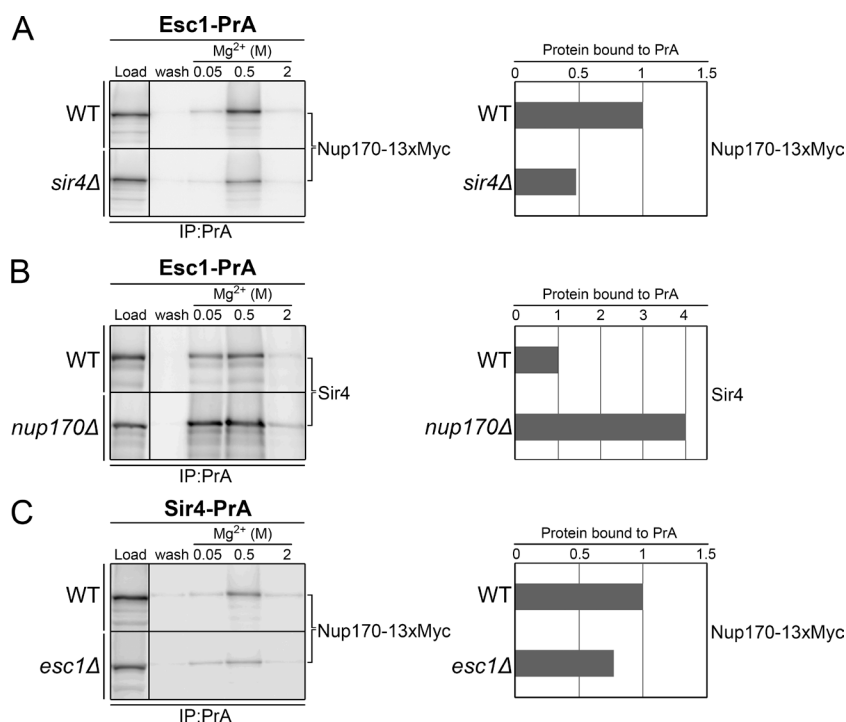 A
Esc1-PrA
Mg2+ (M)
Load wash 0.05 0.5 2
WT
sir4Δ
Nup170-13xMyc
IP:PrA
Protein bound to PrA
0 0.5 1 1.5
WT
sir4Δ
Nup170-13xMyc
B
Esc1-PrA
Mg2+ (M)
Load wash 0.05 0.5 2
WT
nup170Δ
Sir4
IP:PrA
Protein bound to PrA
0 1 2 3 4
WT
nup170Δ
Sir4
C
Sir4-PrA
Mg2+ (M)
Load wash 0.05 0.5 2
WT
esc1Δ
Nup170-13xMyc
IP:PrA
Protein bound to PrA
0 0.5 1 1.5
WT
esc1Δ
Nup170-13xMyc